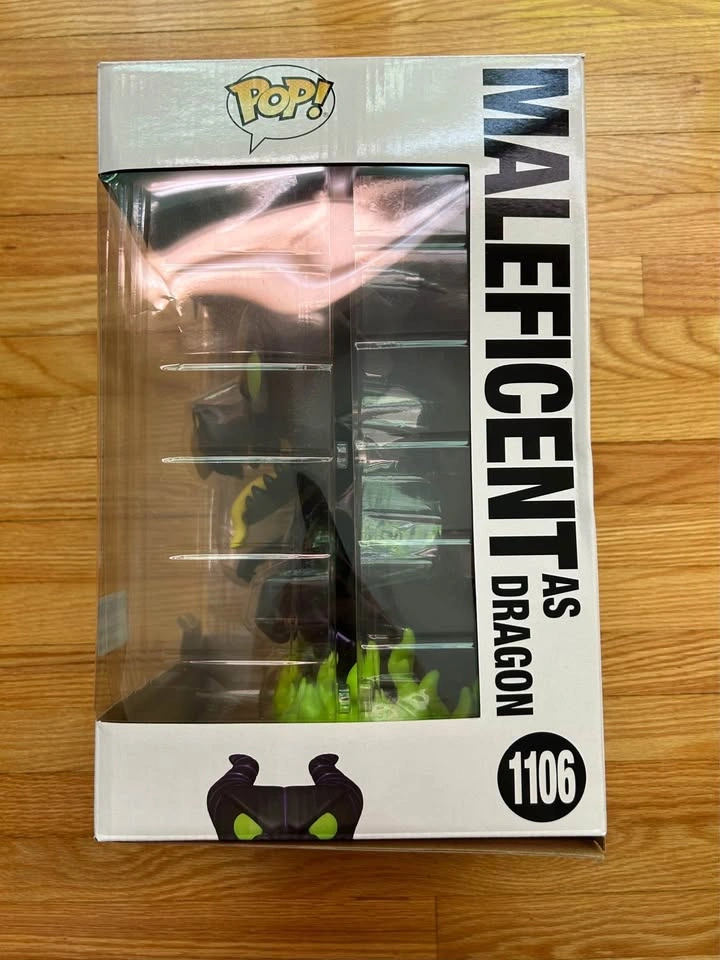 POP!
MALEFICENT
AS
DRAGON
1106